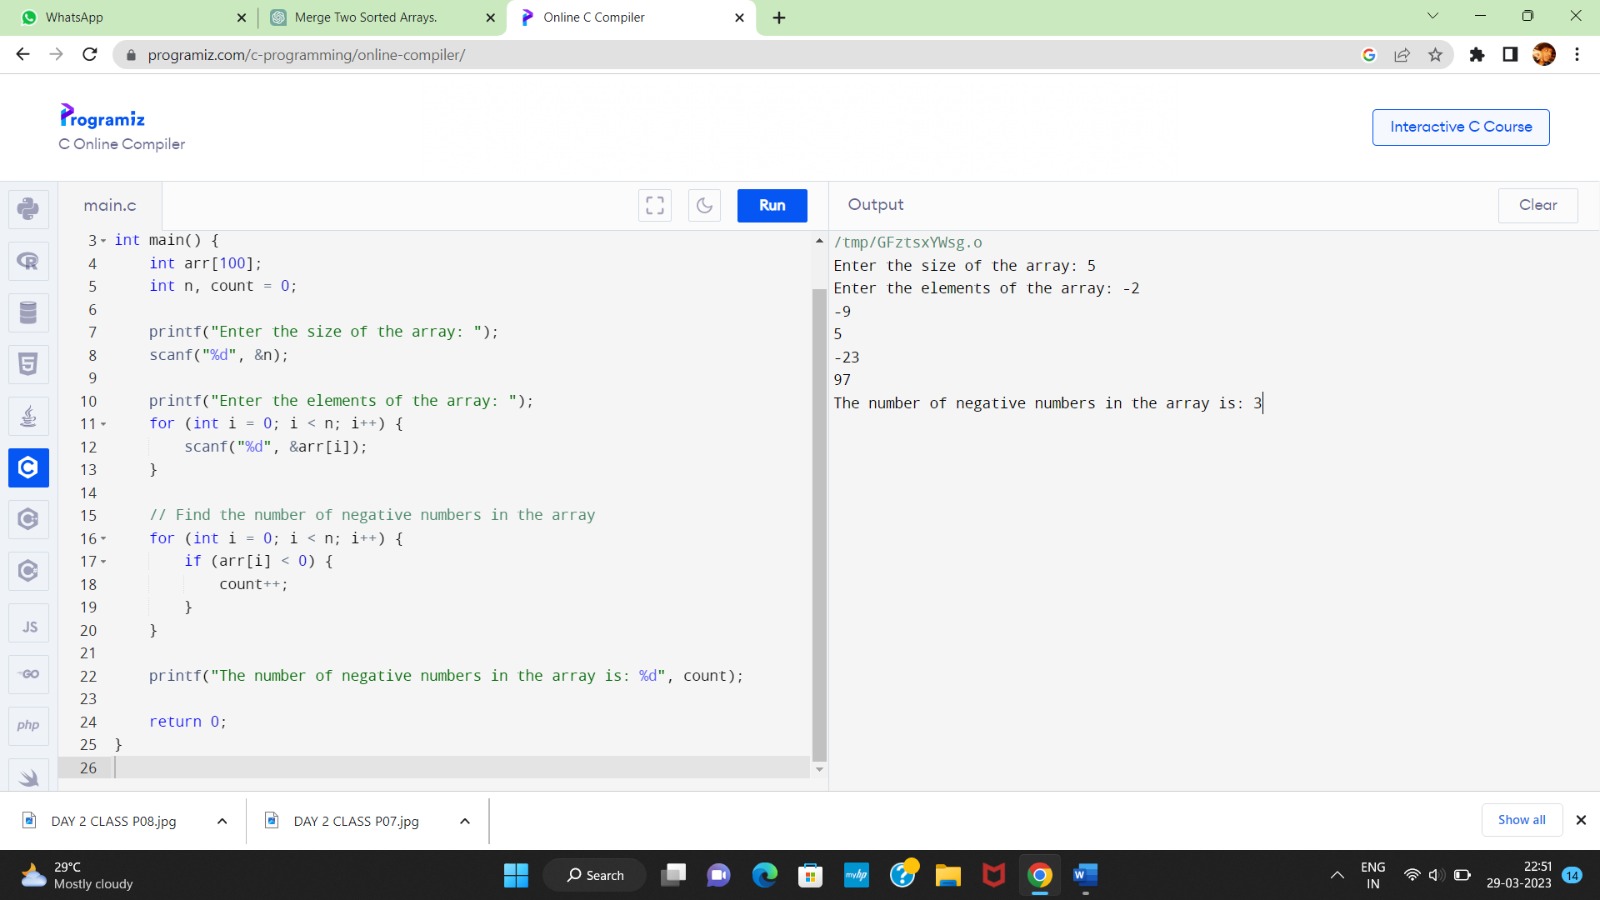 WhatsApp
Merge Two Sorted Arrays.
Online C Compiler
programiz.com/c-programming/online-compiler/
Programiz
C Online Compiler
Interactive C Course
main.c
Run
Output
Clear
3 int main() {
4 int arr[100];
5 int n, count = 0;
6
7 printf("Enter the size of the array: ");
8 scanf("%d", &n);
9
10 printf("Enter the elements of the array: ");
11 for (int i = 0; i < n; i++) {
12 scanf("%d", &arr[i]);
13 }
14
15 // Find the number of negative numbers in the array
16 for (int i = 0; i < n; i++) {
17 if (arr[i] < 0) {
18 count++;
19 }
20 }
21
22 printf("The number of negative numbers in the array is: %d", count);
23
24 return 0;
25 }
26
/tmp/GFztsxYWsg.o
Enter the size of the array: 5
Enter the elements of the array: -2
-9
5
-23
97
The number of negative numbers in the array is: 3
JS
GO
php
DAY 2 CLASS P08.jpg
DAY 2 CLASS P07.jpg
Show all
29°C
Mostly cloudy
Search
myhp
ENG
IN
22:51
29-03-2023
14